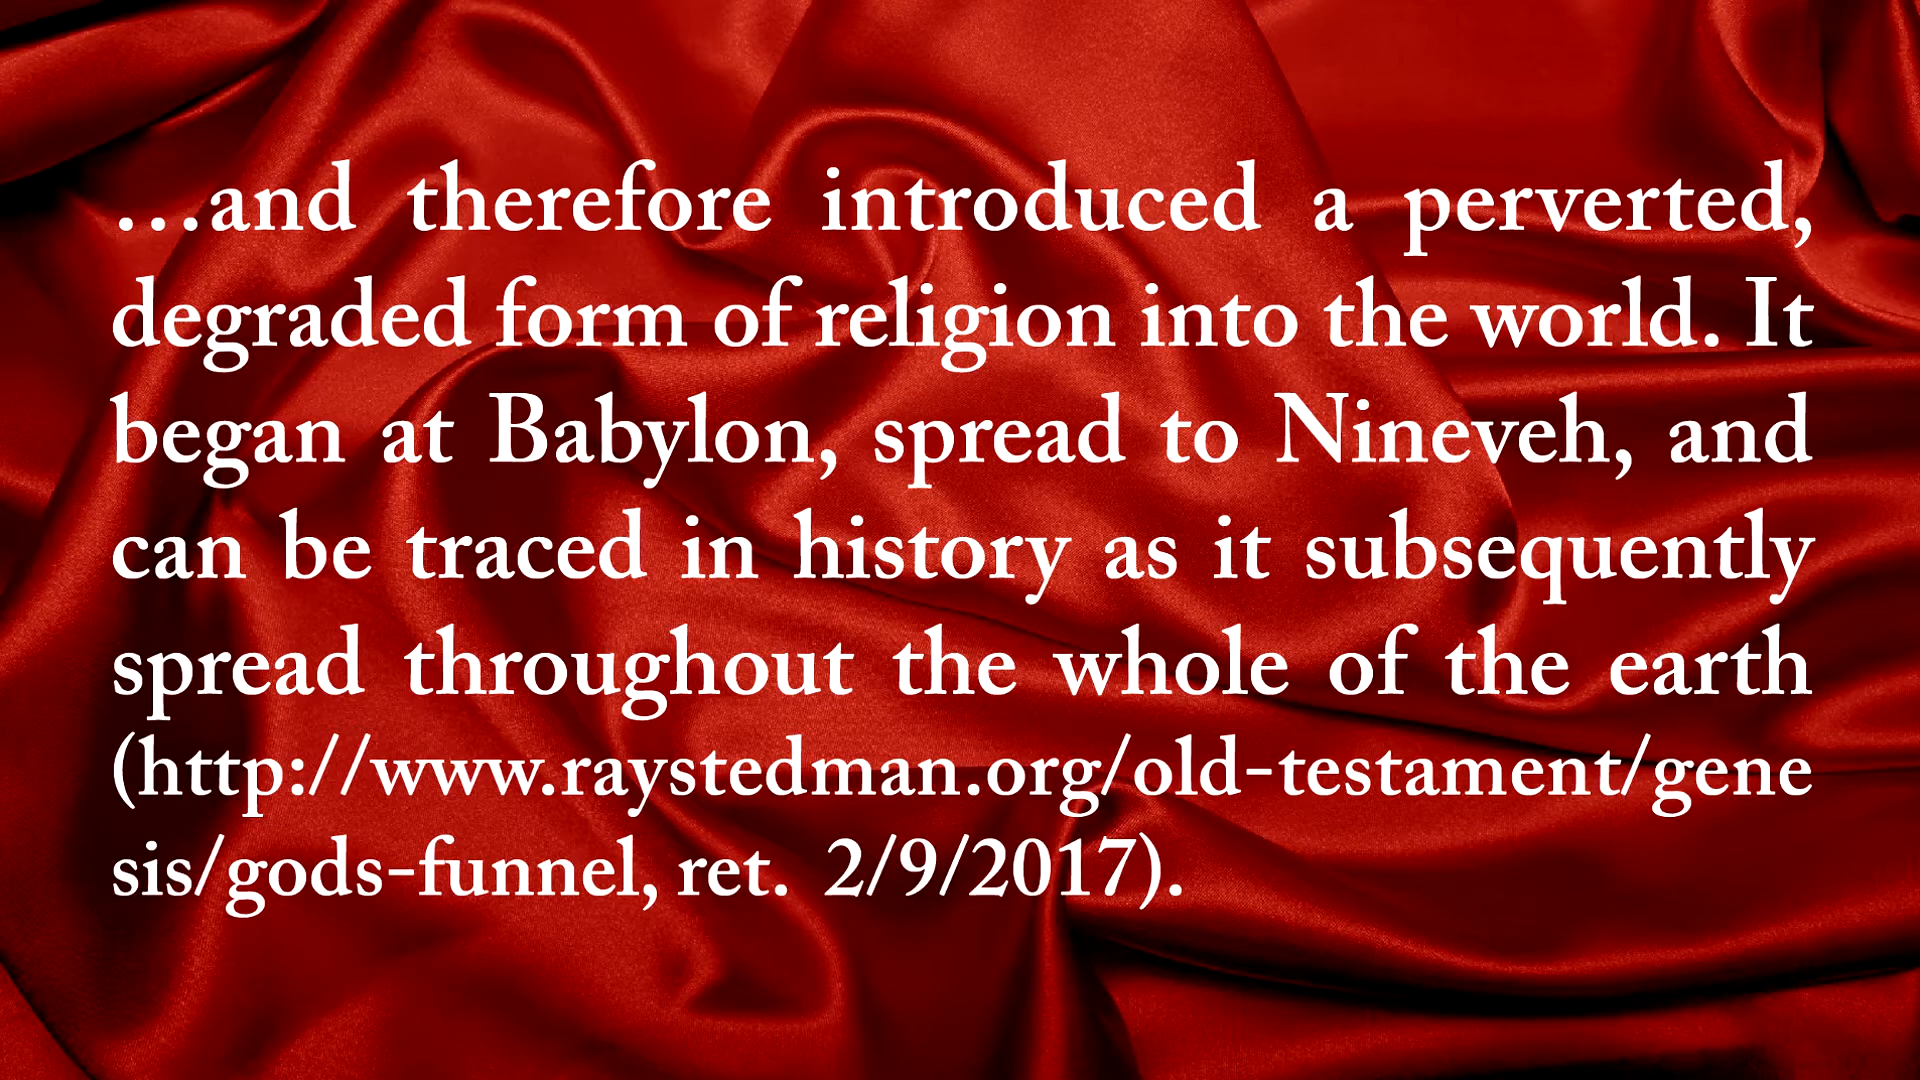 …and therefore introduced a perverted,
degraded form of religion into the world. It
began at Babylon, spread to Nineveh, and
can be traced in history as it subsequently
spread throughout the whole of the earth
(http://www.raystedman.org/old-testament/gene
sis/gods-funnel, ret. 2/9/2017).